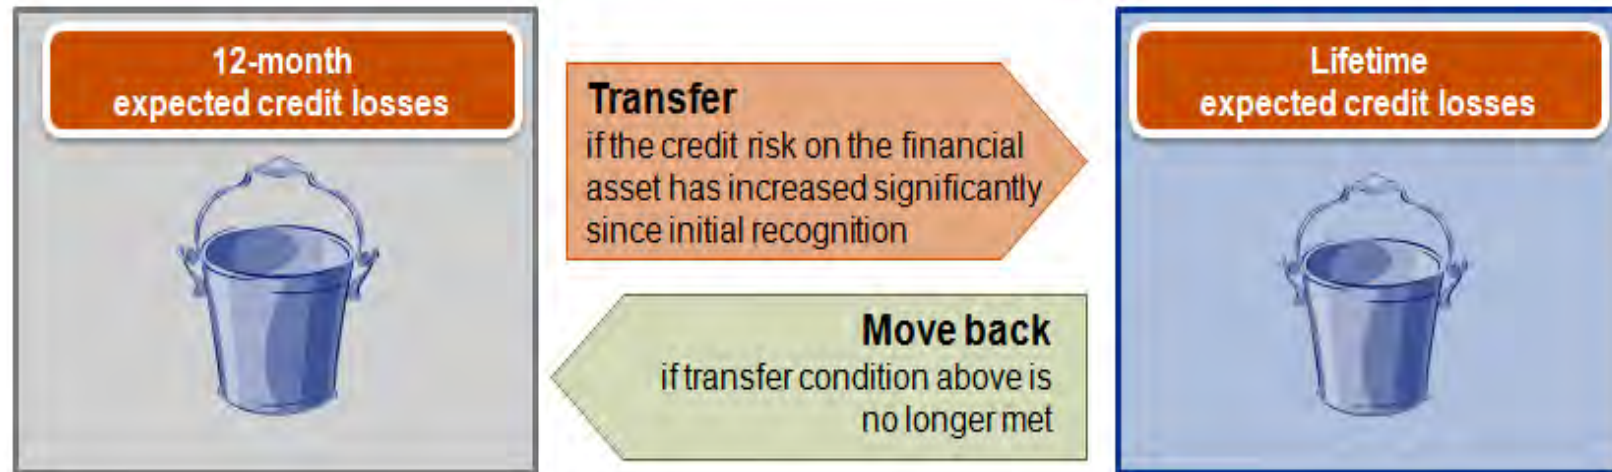 12-month
expected credit losses
Transfer
if the credit risk on the financial
asset has increased significantly
since initial recognition
Move back
if transfer condition above is
no longer met
Lifetime
expected credit losses